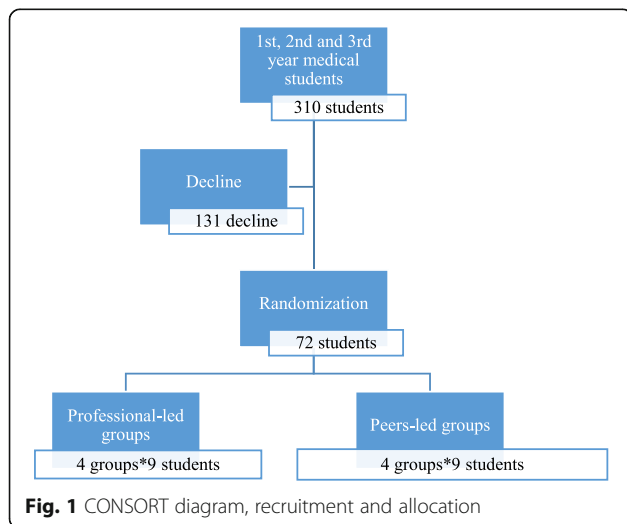 1st, 2nd and 3rd
year medical
students
310 students
Decline
131 decline
Randomization
72 students
Professional-led
groups
4 groups*9 students
Peers-led groups
4 groups*9 students
Fig. 1 CONSORT diagram, recruitment and allocation